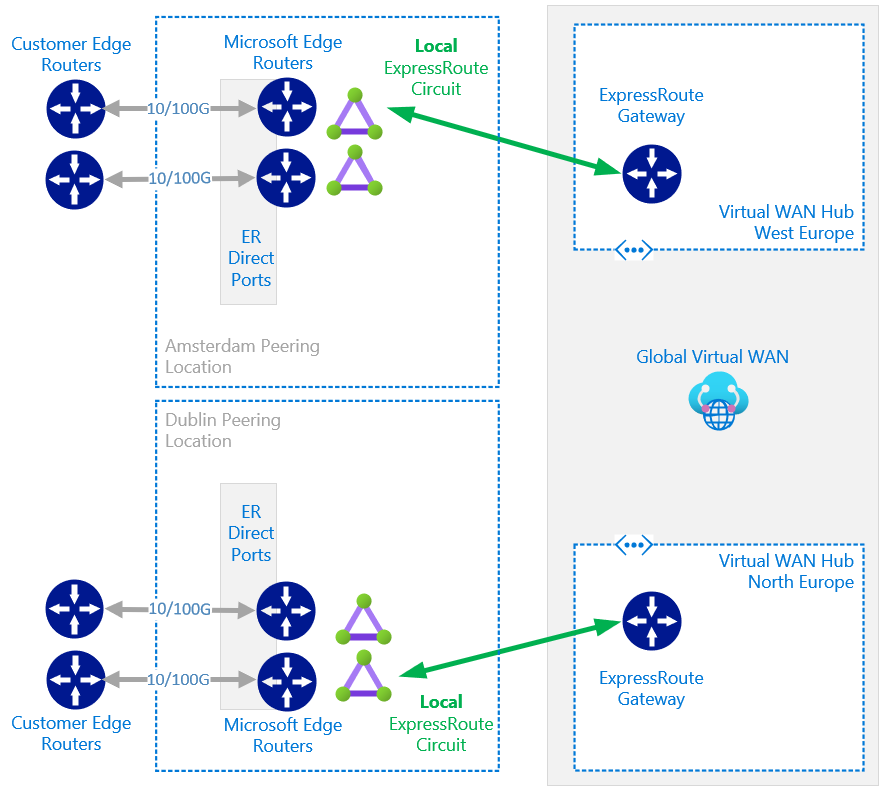 Customer Edge
Routers
Microsoft Edge
Routers
Local
ExpressRoute
Circuit
10/100G
10/100G
ER
Direct
Ports
Amsterdam Peering
Location
ExpressRoute
Gateway
Virtual WAN Hub
West Europe
Global Virtual WAN
Dublin Peering
Location
ER
Direct
Ports
10/100G
10/100G
Customer Edge
Routers
Microsoft Edge
Routers
Local
ExpressRoute
Circuit
Virtual WAN Hub
North Europe
ExpressRoute
Gateway